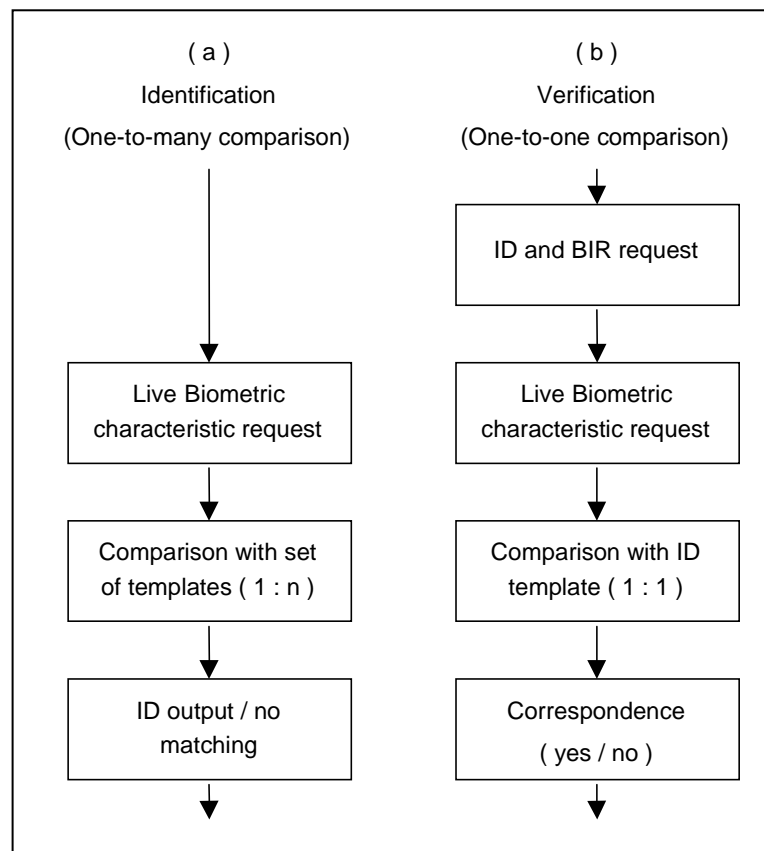 ( a )
Identification
(One-to-many comparison)
Live Biometric
characteristic request
Comparison with set
of templates ( 1 : n )
ID output / no
matching
( b )
Verification
(One-to-one comparison)
ID and BIR request
Live Biometric
characteristic request
Comparison with ID
template ( 1 : 1 )
Correspondence
( yes / no )